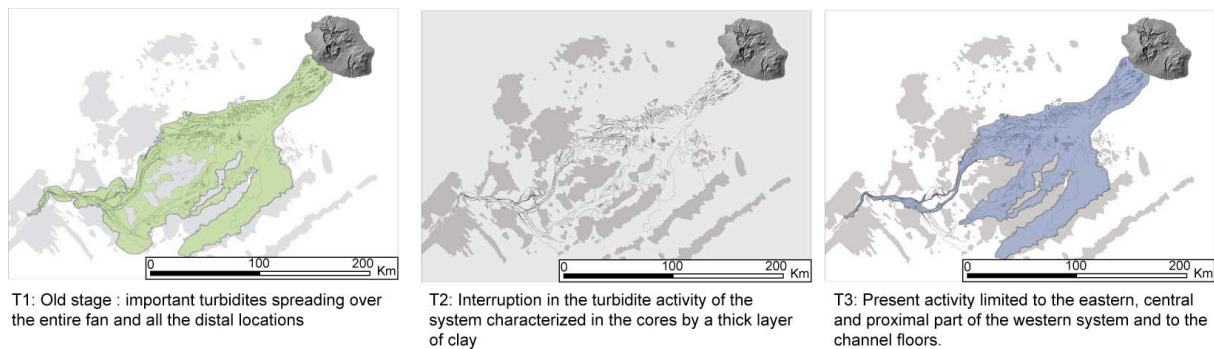 0 100 200
Km
T1: Old stage : important turbidites spreading over
the entire fan and all the distal locations
0 100 200
Km
T2: Interruption in the turbidite activity of the
system characterized in the cores by a thick layer
of clay
0 100 200
Km
T3: Present activity limited to the eastern, central
and proximal part of the western system and to the
channel floors.